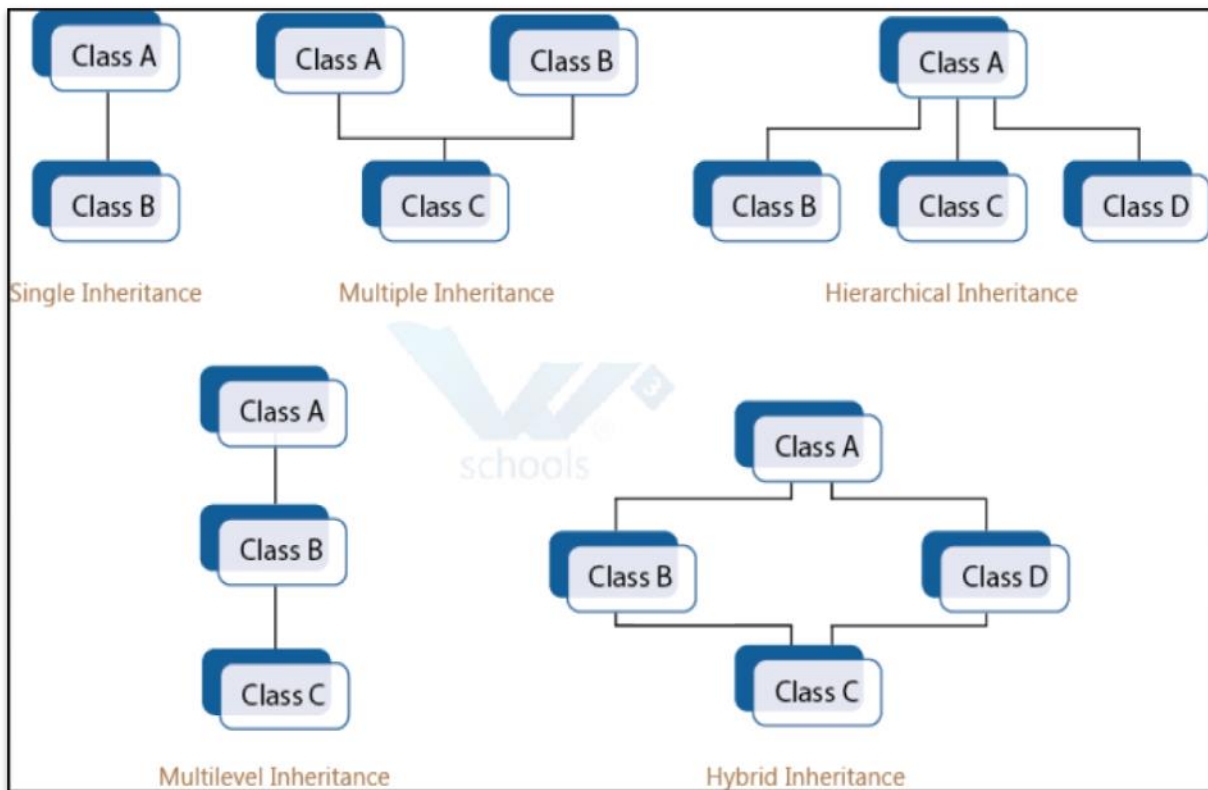 Class A
Class B
Single Inheritance
Class A
Class B
Class C
Multiple Inheritance
Class A
Class B
Class C
Class D
Hierarchical Inheritance
Class A
Class B
Class C
Multilevel Inheritance
3
®
schools
Class A
Class B
Class D
Class C
Hybrid Inheritance